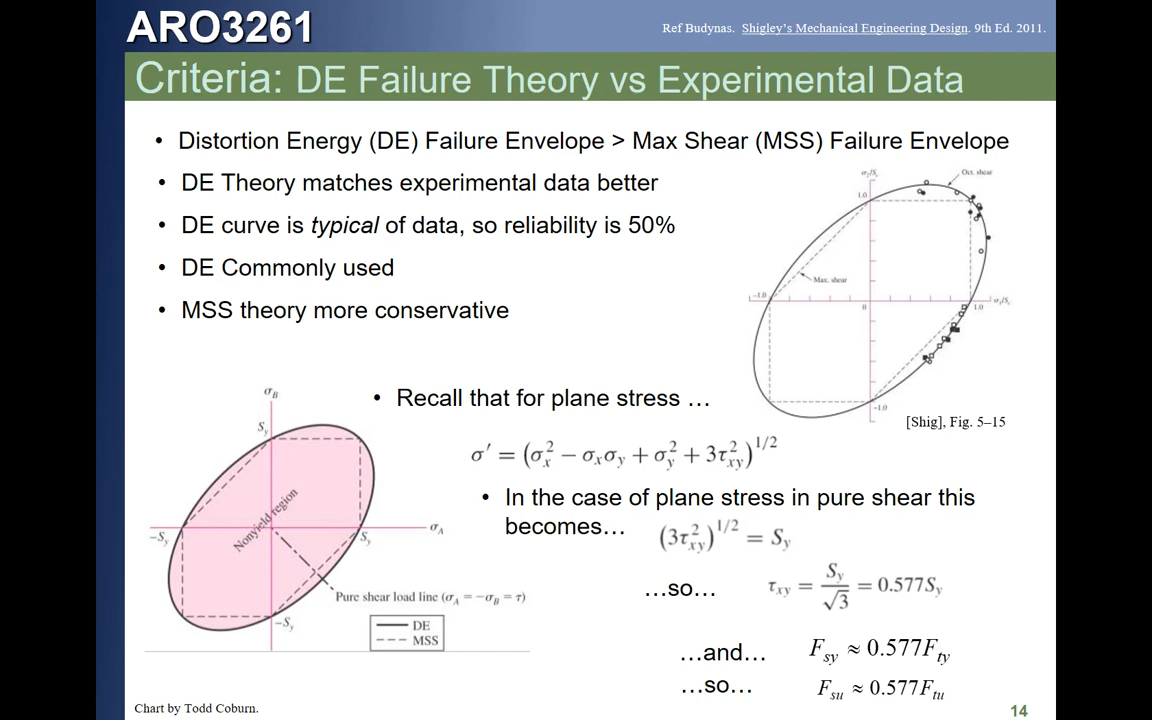 ARO3261
Ref Budynas. Shigley's Mechanical Engineering Design. 9th Ed. 2011.
Criteria: DE Failure Theory vs Experimental Data
• Distortion Energy (DE) Failure Envelope > Max Shear (MSS) Failure Envelope
• DE Theory matches experimental data better
• DE curve is typical of data, so reliability is 50%
• DE Commonly used
• MSS theory more conservative
σ₂/Sc
Oct. shear
1.0
Max. shear
−1.0
0
1.0
σ₁/Sc
−1.0
[Shig], Fig. 5–15
• Recall that for plane stress …
σ′ = (σx² − σxσy + σy² + 3τxy²)^1/2
• In the case of plane stress in pure shear this
becomes… (3τxy²)^1/2 = Sy
…so… τxy = Sy/√3 = 0.577Sy
…and… Fsy ≈ 0.577Fty
…so… Fsu ≈ 0.577Ftu
σB
Sy
Nonyield region
−Sy
Sy
σA
Pure shear load line (σA = −σB = τ)
−Sy
DE
MSS
Chart by Todd Coburn.
14